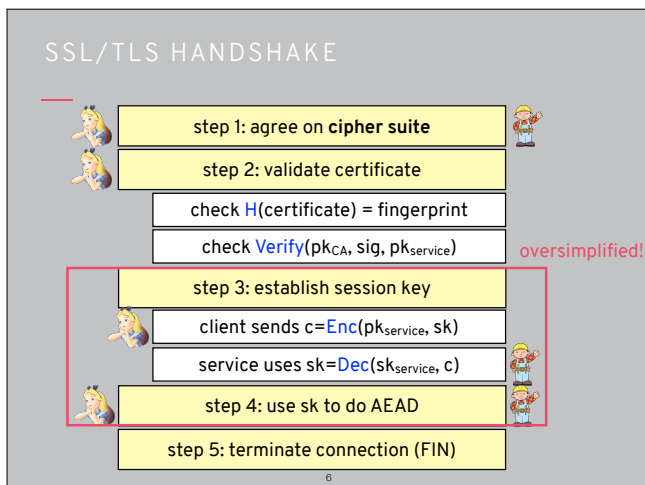 SSL/TLS HANDSHAKE
step 1: agree on cipher suite
step 2: validate certificate
check H(certificate) = fingerprint
check Verify(pkCA, sig, pkservice)
oversimplified!
step 3: establish session key
client sends c=Enc(pkservice, sk)
service uses sk=Dec(skservice, c)
step 4: use sk to do AEAD
step 5: terminate connection (FIN)
6